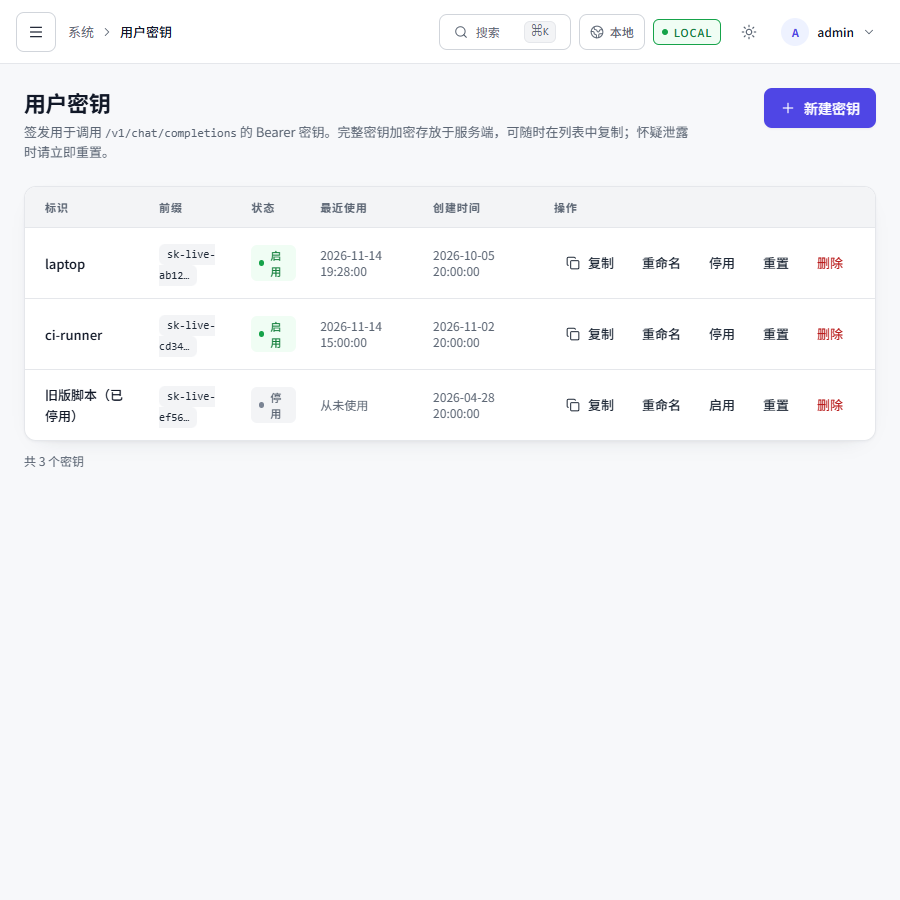 系统 > 用户密钥 搜索 ⌘K 本地 LOCAL A admin
用户密钥
新建密钥
签发用于调用 /v1/chat/completions 的 Bearer 密钥。完整密钥加密存放于服务端，可随时在列表中复制；怀疑泄露
时请立即重置。
标识 前缀 状态 最近使用 创建时间 操作
laptop sk-live-ab12… 启用 2026-11-14 19:28:00 2026-10-05 20:00:00 复制 重命名 停用 重置 删除
ci-runner sk-live-cd34… 启用 2026-11-14 15:00:00 2026-11-02 20:00:00 复制 重命名 停用 重置 删除
旧版脚本（已停用） sk-live-ef56… 停用 从未使用 2026-04-28 20:00:00 复制 重命名 启用 重置 删除
共 3 个密钥